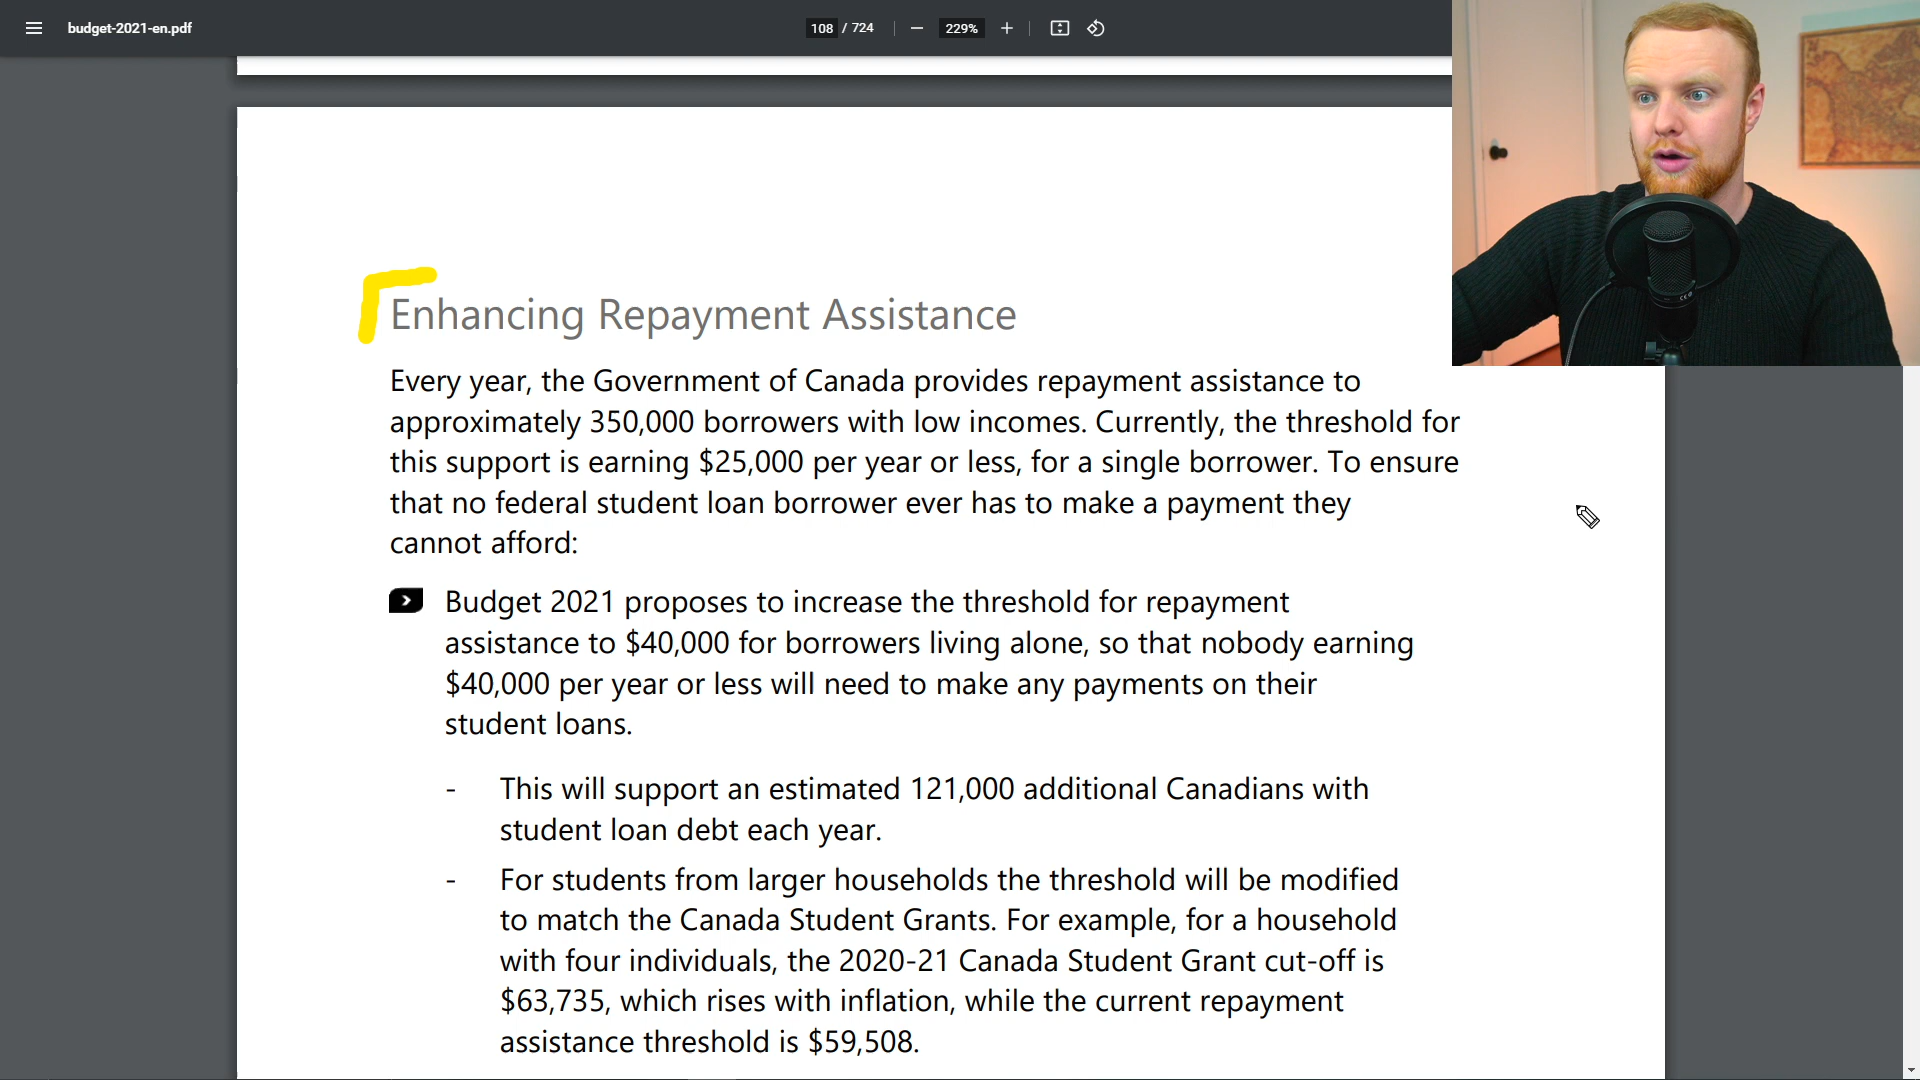 budget-2021-en.pdf
108 / 724
229%
Enhancing Repayment Assistance
Every year, the Government of Canada provides repayment assistance to
approximately 350,000 borrowers with low incomes. Currently, the threshold for
this support is earning $25,000 per year or less, for a single borrower. To ensure
that no federal student loan borrower ever has to make a payment they
cannot afford:
Budget 2021 proposes to increase the threshold for repayment
assistance to $40,000 for borrowers living alone, so that nobody earning
$40,000 per year or less will need to make any payments on their
student loans.
- This will support an estimated 121,000 additional Canadians with
student loan debt each year.
- For students from larger households the threshold will be modified
to match the Canada Student Grants. For example, for a household
with four individuals, the 2020-21 Canada Student Grant cut-off is
$63,735, which rises with inflation, while the current repayment
assistance threshold is $59,508.